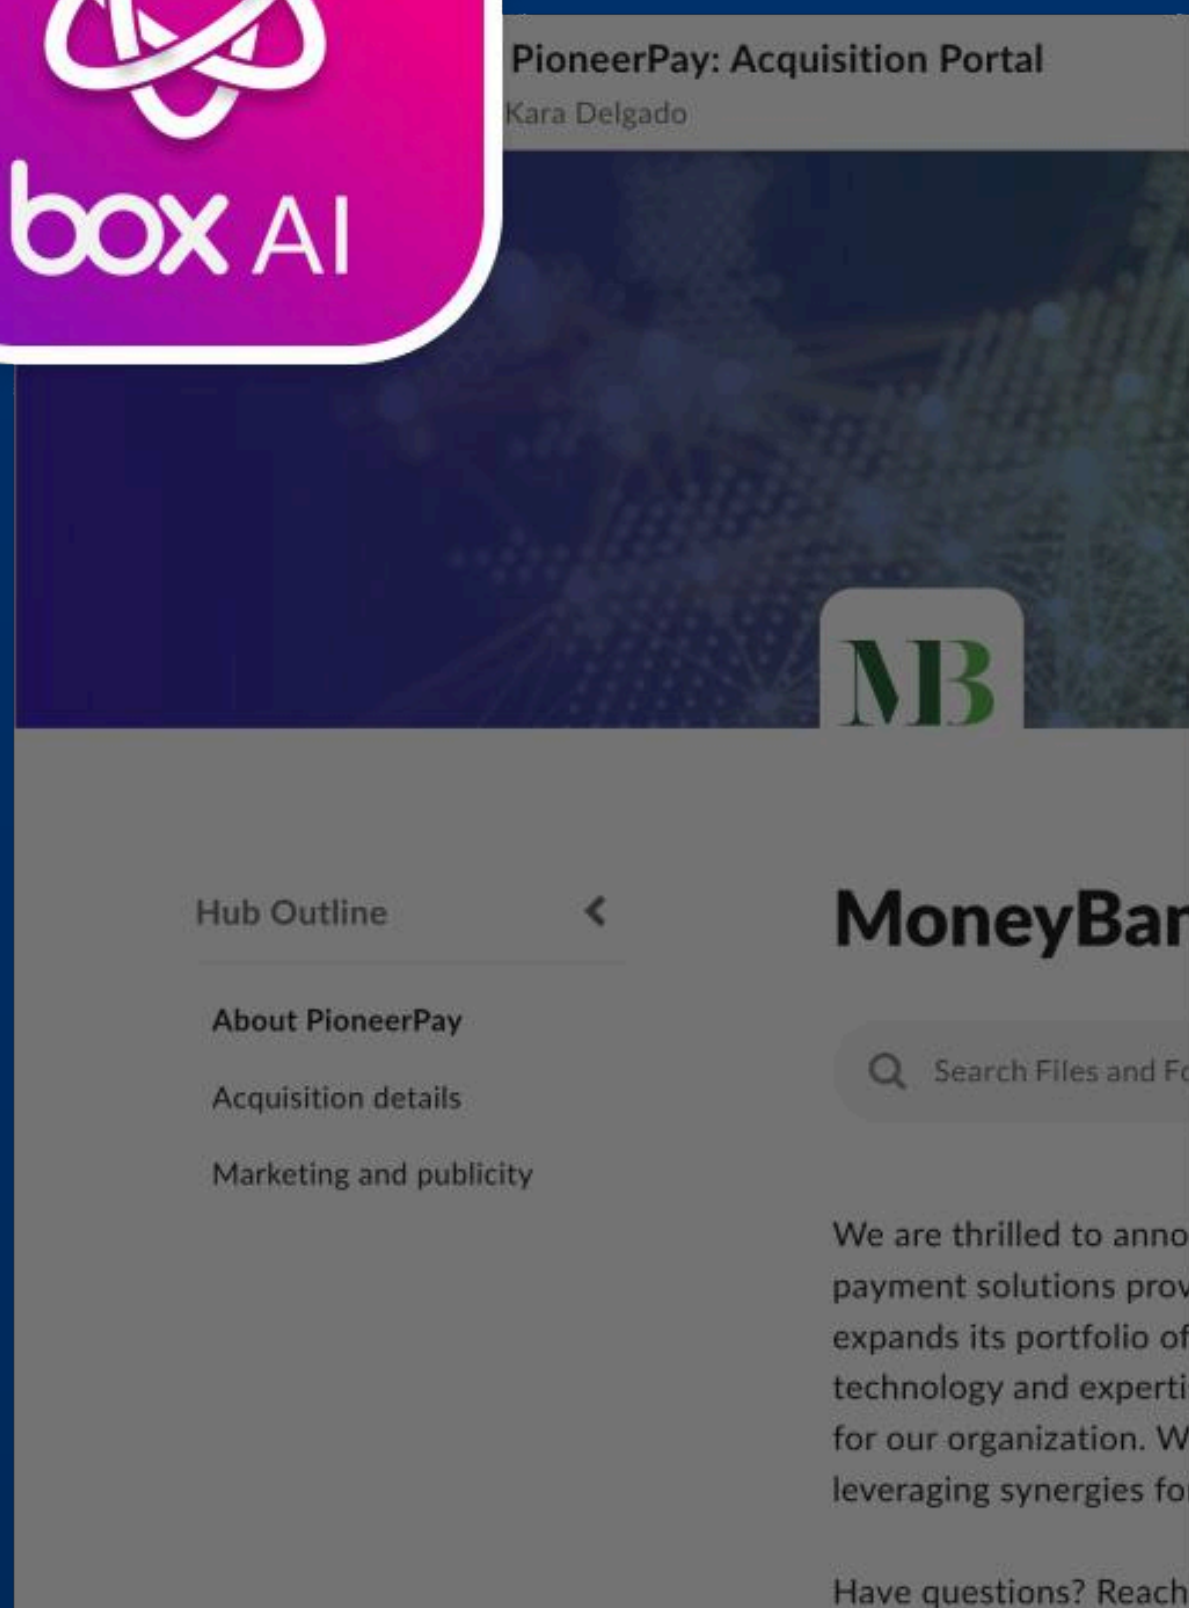 box AI
PioneerPay: Acquisition Portal
Kara Delgado
MB
Hub Outline
About PioneerPay
Acquisition details
Marketing and publicity
MoneyBan
Search Files and Fo
We are thrilled to anno
payment solutions prov
expands its portfolio of
technology and experti
for our organization. W
leveraging synergies for
Have questions? Reach